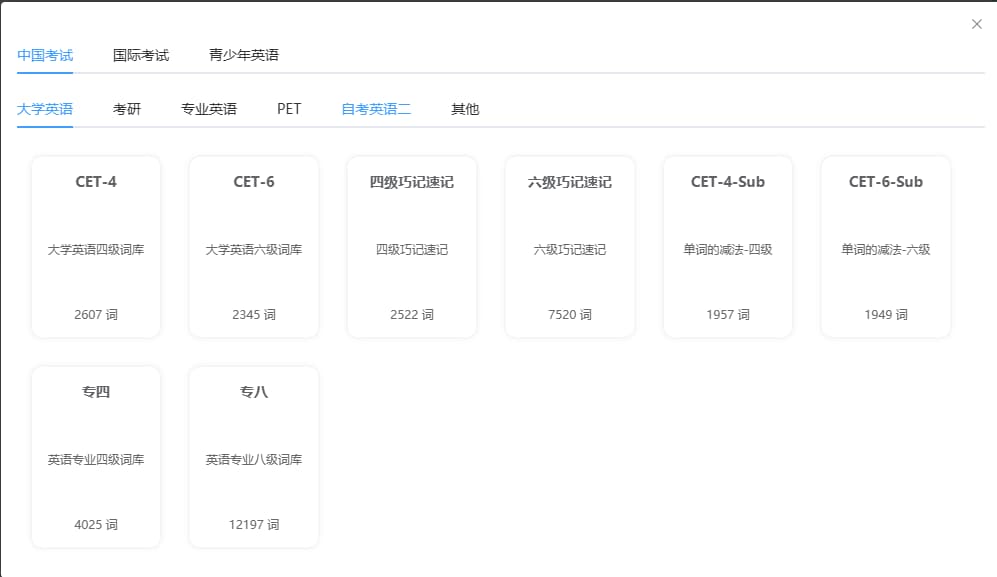 中国考试 国际考试 青少年英语
大学英语 考研 专业英语 PET 自考英语二 其他
CET-4
大学英语四级词库
2607 词
CET-6
大学英语六级词库
2345 词
四级巧记速记
四级巧记速记
2522 词
六级巧记速记
六级巧记速记
7520 词
CET-4-Sub
单词的减法-四级
1957 词
CET-6-Sub
单词的减法-六级
1949 词
专四
英语专业四级词库
4025 词
专八
英语专业八级词库
12197 词